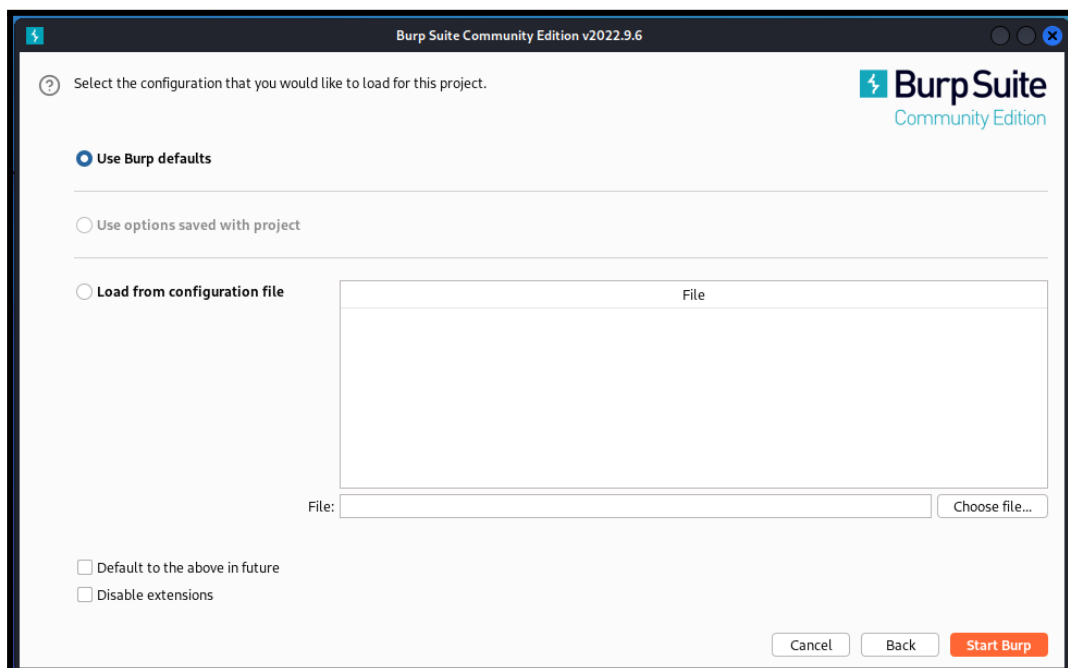 Burp Suite Community Edition v2022.9.6
Select the configuration that you would like to load for this project.
Burp Suite
Community Edition
Use Burp defaults
Use options saved with project
Load from configuration file
File
File:
Choose file...
Default to the above in future
Disable extensions
Cancel
Back
Start Burp